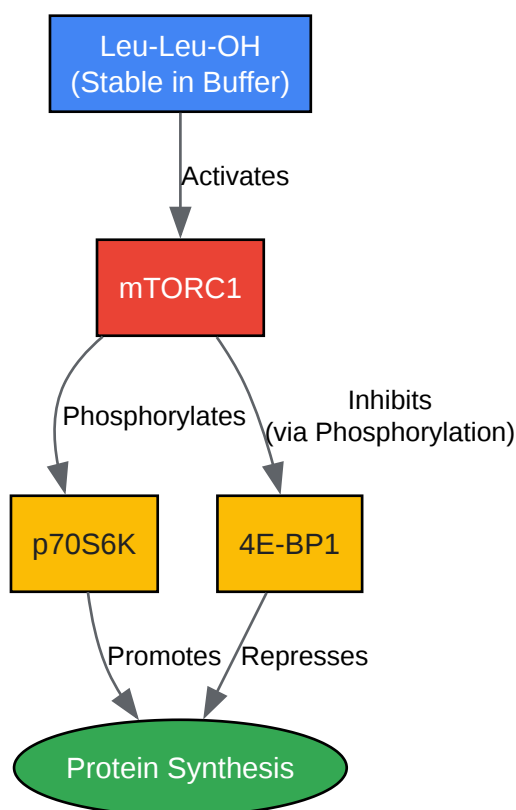 Leu-Leu-OH
(Stable in Buffer)
Activates
mTORC1
Phosphorylates
Inhibits
(via Phosphorylation)
p70S6K
4E-BP1
Promotes
Represses
Protein Synthesis